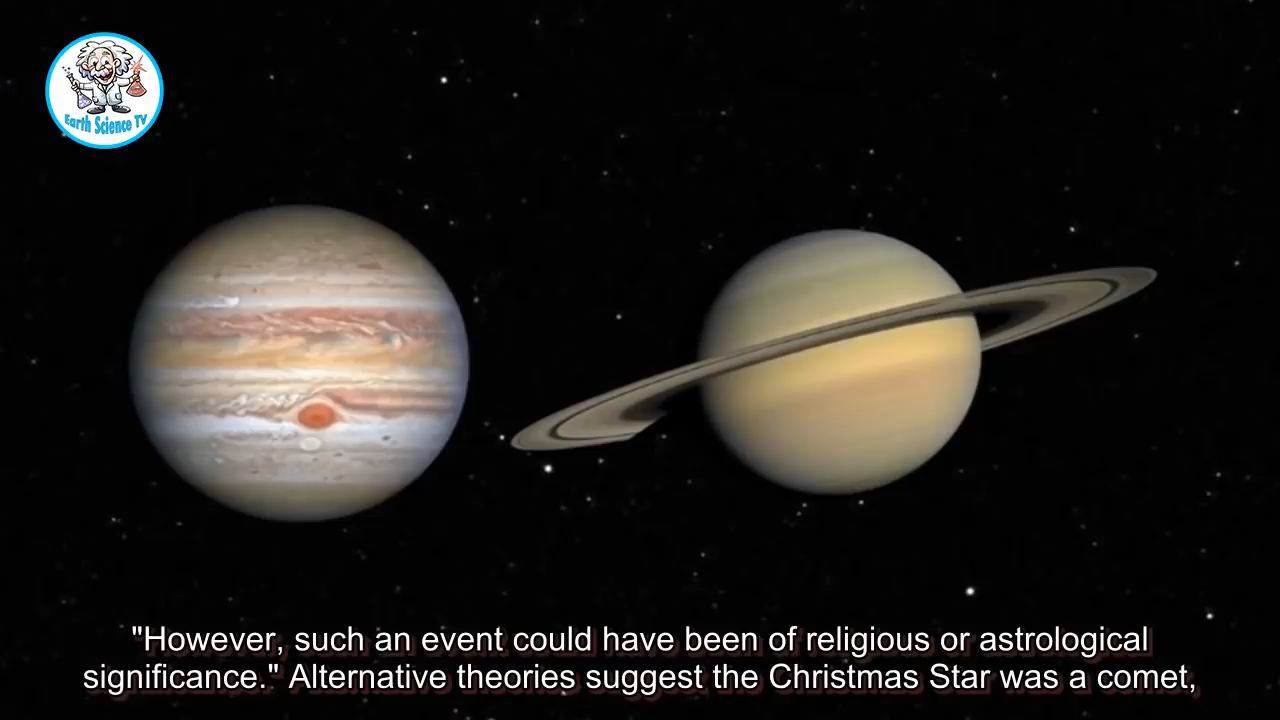 Earth Science TV
"However, such an event could have been of religious or astrological
significance." Alternative theories suggest the Christmas Star was a comet,